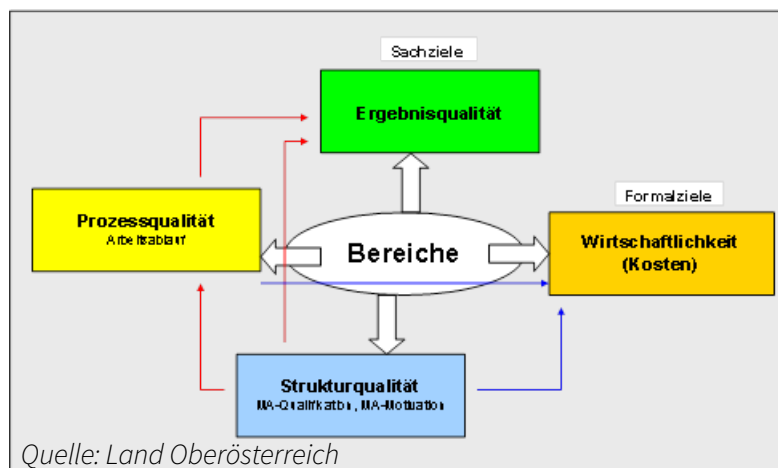 Sachziele
Ergebnisqualität
Prozessqualität
Arbeitsablauf
Formalziele
Wirtschaftlichkeit
(Kosten)
Bereiche
Strukturqualität
MA-Qualifikation, MA-Motivation
Quelle: Land Oberösterreich